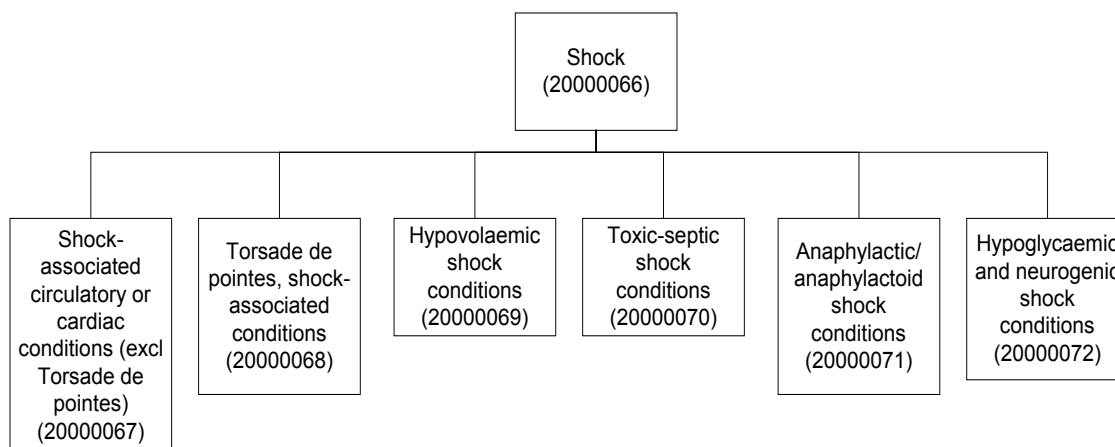 Shock
(20000066)
Shock-
associated
circulatory or
cardiac
conditions (excl
Torsade de
pointes)
(20000067)
Torsade de
pointes, shock-
associated
conditions
(20000068)
Hypovolaemic
shock
conditions
(20000069)
Toxic-septic
shock
conditions
(20000070)
Anaphylactic/
anaphylactoid
shock
conditions
(20000071)
Hypoglycaemic
and neurogenic
shock
conditions
(20000072)